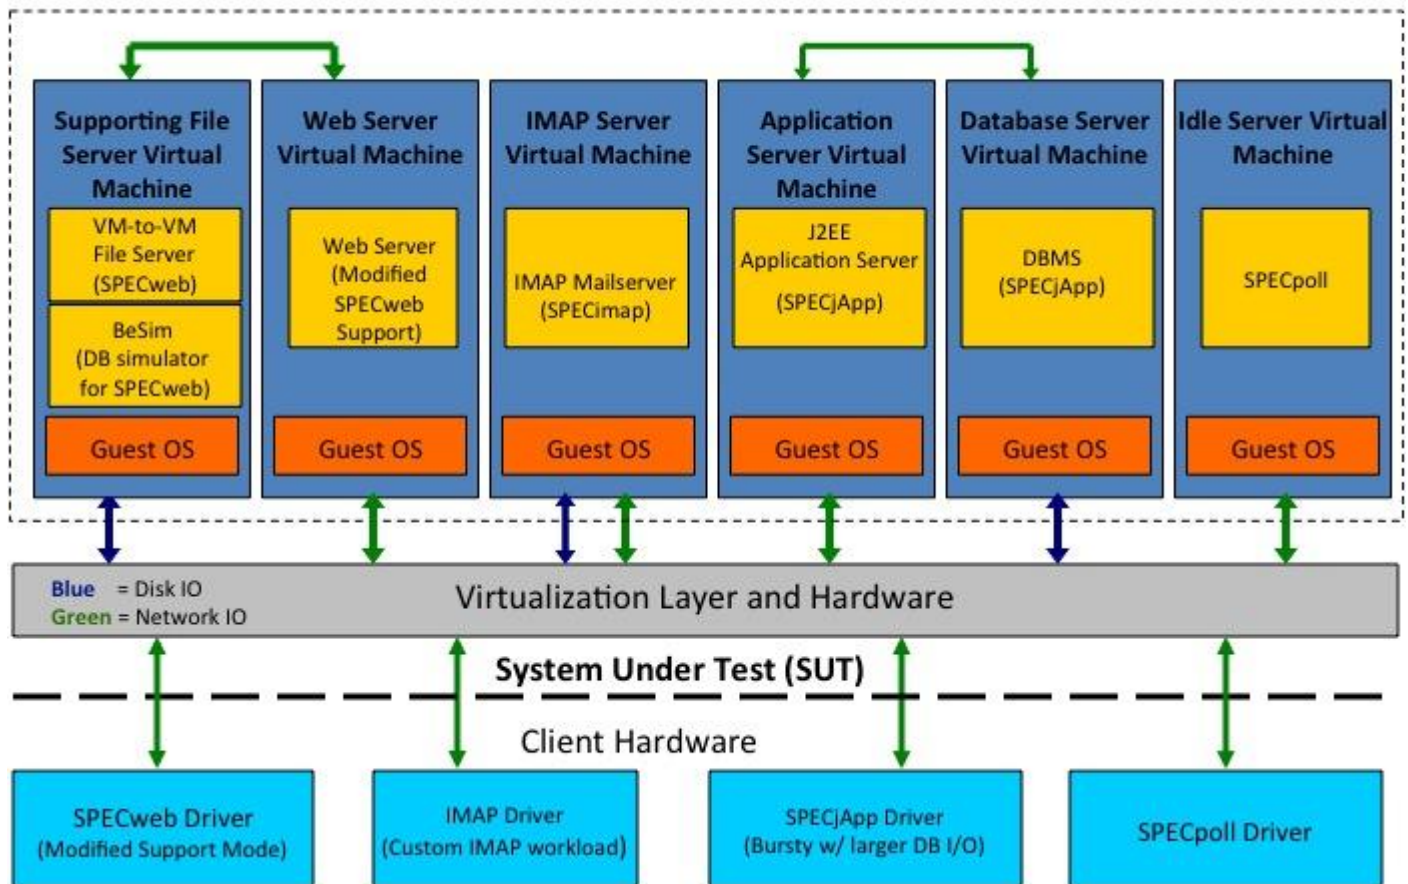 Supporting File
Server Virtual
Machine
VM-to-VM
File Server
(SPECweb)
BeSim
(DB simulator
for SPECweb)
Guest OS
Web Server
Virtual Machine
Web Server
(Modified
SPECweb
Support)
Guest OS
IMAP Server
Virtual Machine
IMAP Mailserver
(SPECimap)
Guest OS
Application
Server Virtual
Machine
J2EE
Application Server
(SPECjApp)
Guest OS
Database Server
Virtual Machine
DBMS
(SPECjApp)
Guest OS
Idle Server Virtual
Machine
SPECpoll
Guest OS
Blue = Disk IO
Green = Network IO
Virtualization Layer and Hardware
System Under Test (SUT)
Client Hardware
SPECweb Driver
(Modified Support Mode)
IMAP Driver
(Custom IMAP workload)
SPECjApp Driver
(Bursty w/ larger DB I/O)
SPECpoll Driver